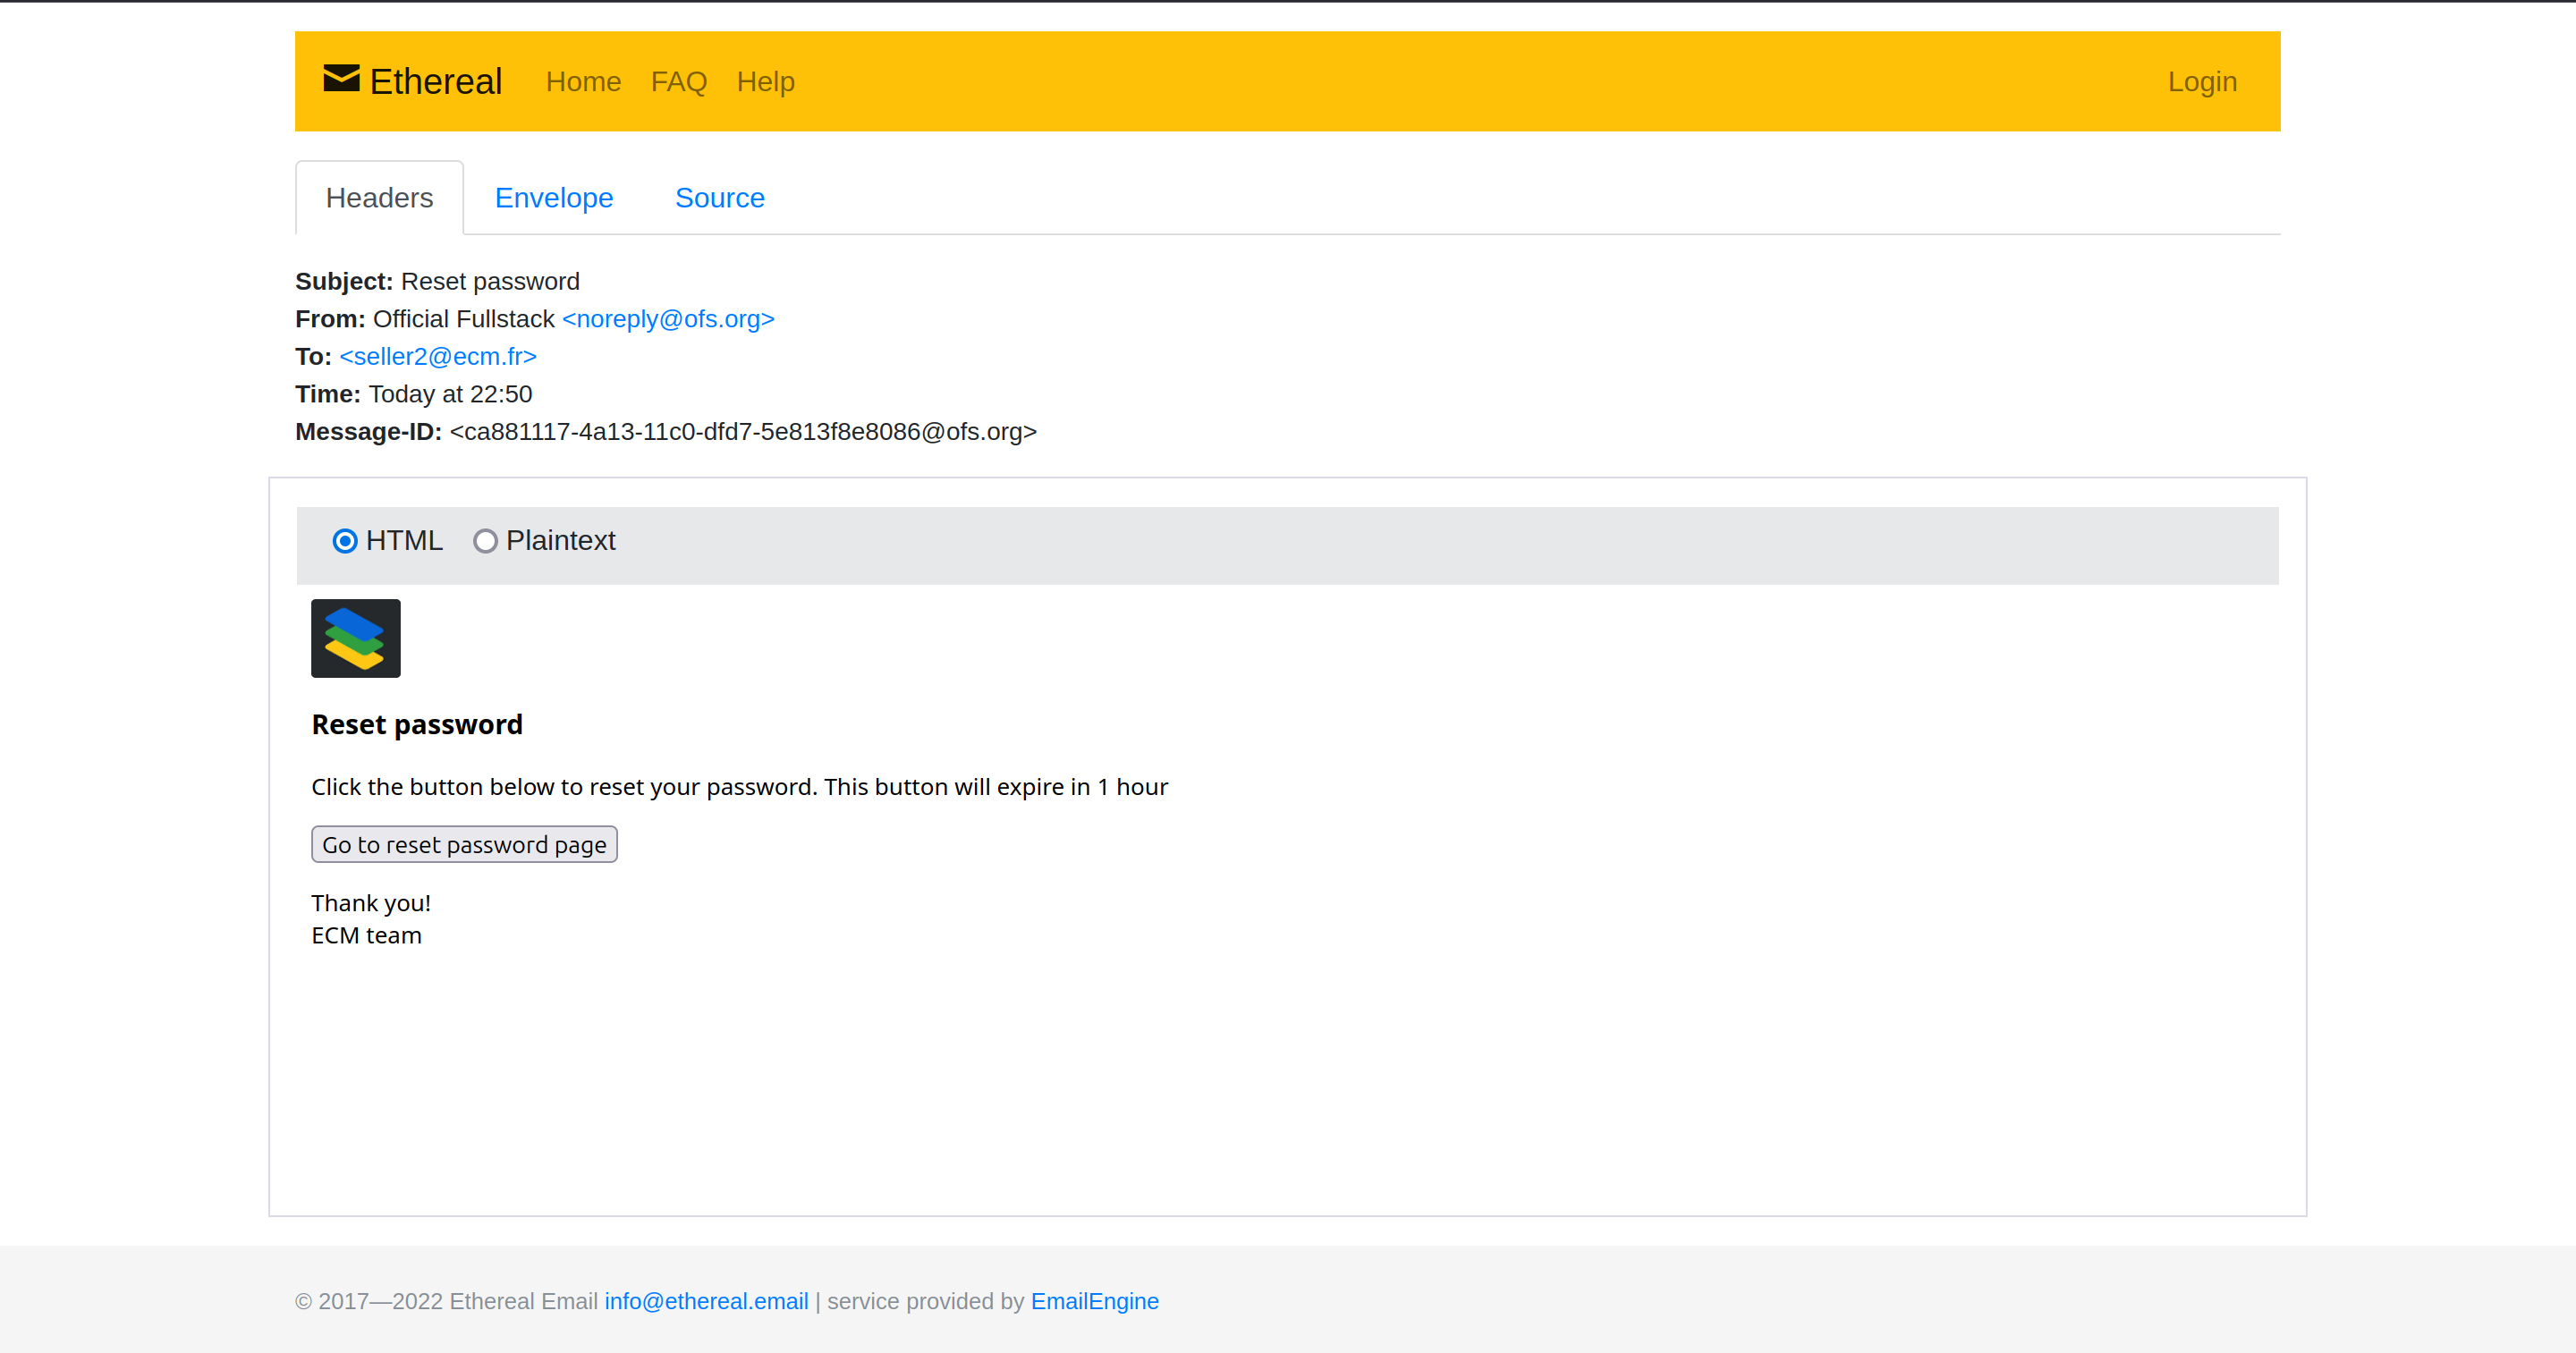 Ethereal Home FAQ Help Login
Headers Envelope Source
Subject: Reset password
From: Official Fullstack <noreply@ofs.org>
To: <seller2@ecm.fr>
Time: Today at 22:50
Message-ID: <ca881117-4a13-11c0-dfd7-5e813f8e8086@ofs.org>
HTML Plaintext
Reset password
Click the button below to reset your password. This button will expire in 1 hour
Go to reset password page
Thank you!
ECM team
© 2017—2022 Ethereal Email info@ethereal.email | service provided by EmailEngine